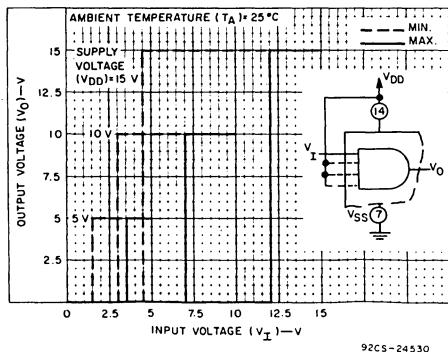 AMBIENT TEMPERATURE (TA)= 25 °C
MIN.
MAX.
SUPPLY
VOLTAGE
(VDD)=15 V
10 V
5 V
OUTPUT VOLTAGE (VO)—V
15
12.5
10
7.5
5
2.5
0
2.5
5
7.5
10
12.5
15
INPUT VOLTAGE (VI)—V
VDD
14
VI
VO
VSS
7
92CS-24530